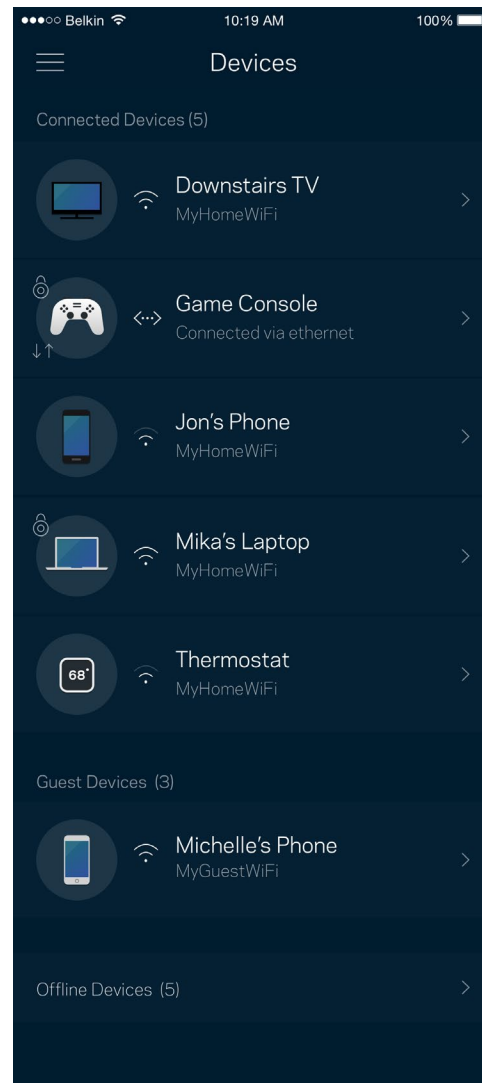 Belkin 10:19 AM 100%
Devices
Connected Devices (5)
Downstairs TV
MyHomeWiFi
Game Console
Connected via ethernet
Jon's Phone
MyHomeWiFi
Mika's Laptop
MyHomeWiFi
68°
Thermostat
MyHomeWiFi
Guest Devices (3)
Michelle's Phone
MyGuestWiFi
Offline Devices (5)